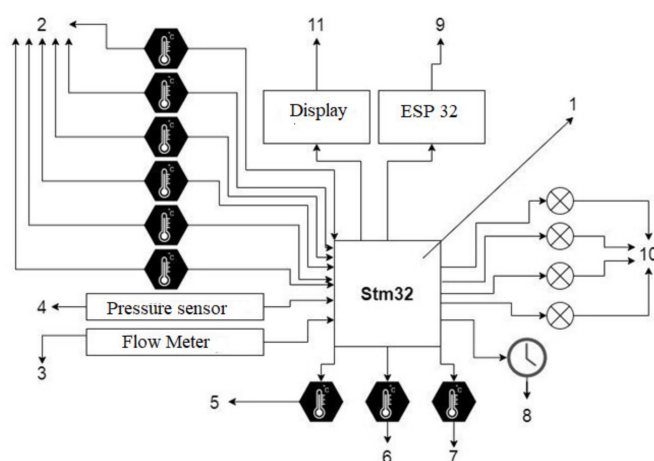 2
11
9
1
Display
ESP 32
10
Stm32
4
Pressure sensor
3
Flow Meter
5
6
7
8
°C
°C
°C
°C
°C
°C
°C
°C
°C